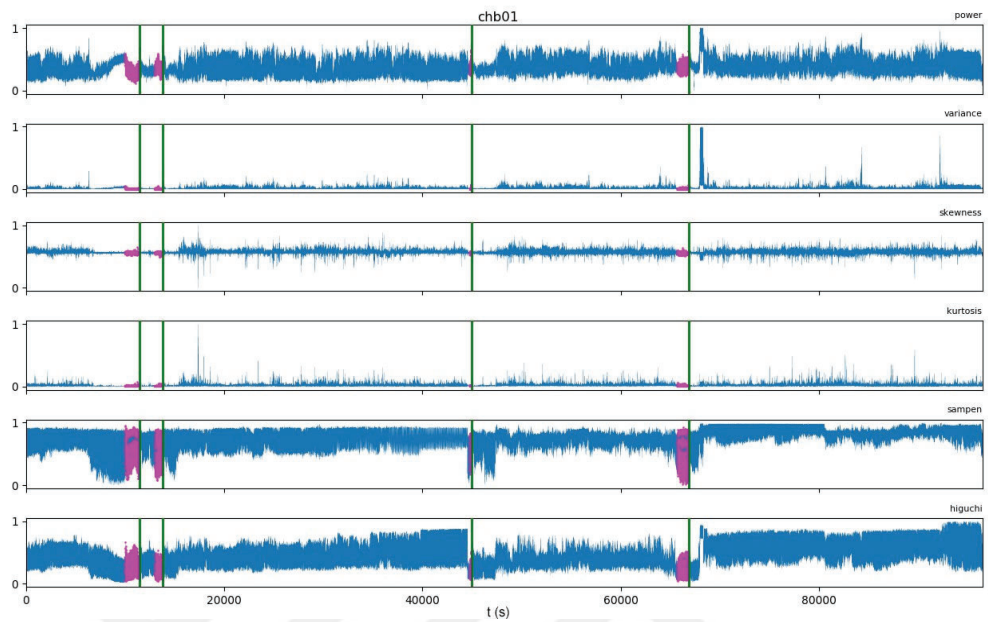 chb01
power
1
0
variance
1
0
skewness
1
0
kurtosis
1
0
sampen
1
0
higuchi
1
0
0 20000 40000 60000 80000
t (s)